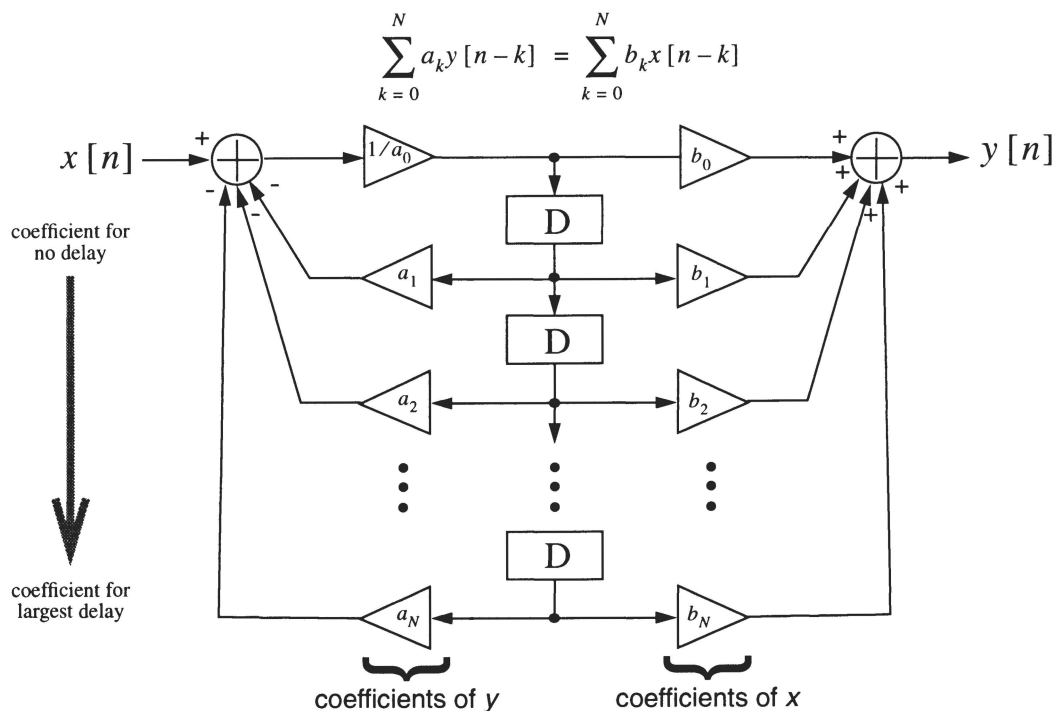 N N
∑ a_k y [n – k] = ∑ b_k x [n – k]
k = 0 k = 0
x [n] + 1/a_0 b_0 + y [n]
- - - - + + + +
coefficient for
no delay
D
a_1 b_1
D
a_2 b_2
D
coefficient for
largest delay
a_N b_N
coefficients of y coefficients of x